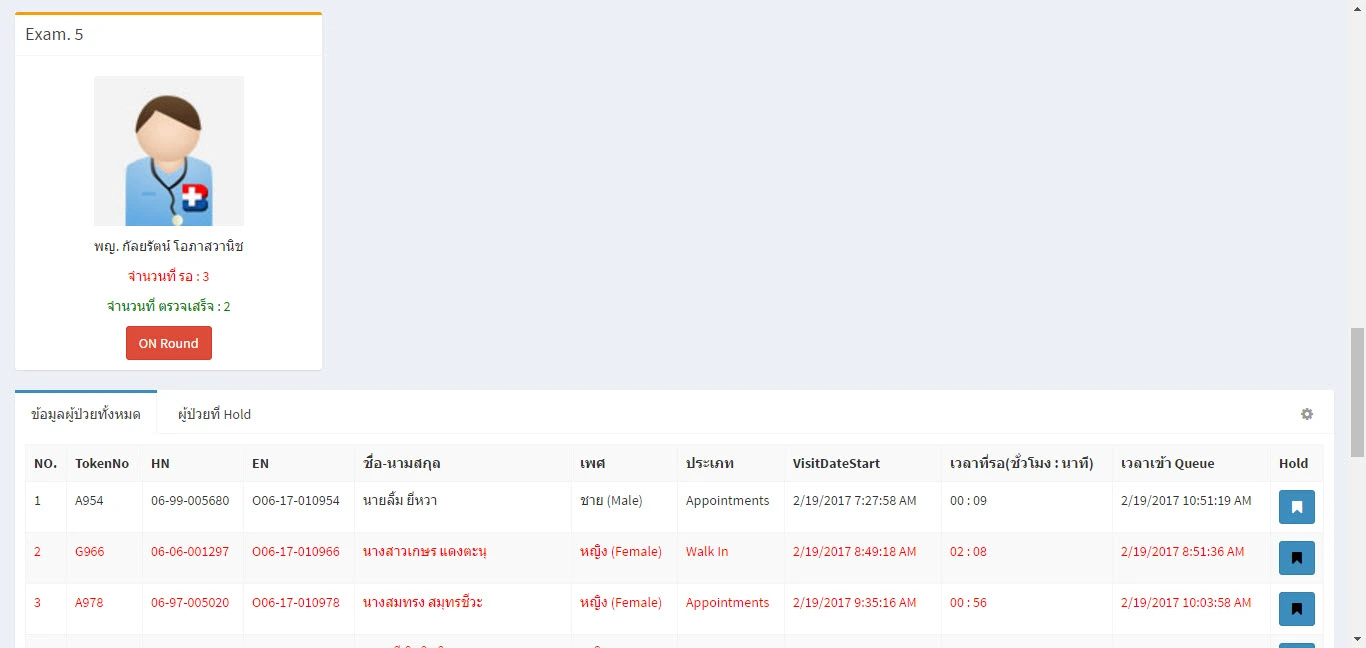 Exam. 5
พญ. กัลยรัตน์ โอภาสวานิช
จำนวนที่ รอ : 3
จำนวนที่ ตรวจเสร็จ : 2
ON Round
ข้อมูลผู้ป่วยทั้งหมด ผู้ป่วยที่ Hold
NO. TokenNo HN EN ชื่อ-นามสกุล เพศ ประเภท VisitDateStart เวลาที่รอ(ชั่วโมง : นาที) เวลาเข้า Queue Hold
1 A954 06-99-005680 O06-17-010954 นายลิ้ม ยี่หวา ชาย (Male) Appointments 2/19/2017 7:27:58 AM 00 : 09 2/19/2017 10:51:19 AM
2 G966 06-06-001297 O06-17-010966 นางสาวเกษร แดงตะนุ หญิง (Female) Walk In 2/19/2017 8:49:18 AM 02 : 08 2/19/2017 8:51:36 AM
3 A978 06-97-005020 O06-17-010978 นางสมทรง สมุทรชีวะ หญิง (Female) Appointments 2/19/2017 9:35:16 AM 00 : 56 2/19/2017 10:03:58 AM